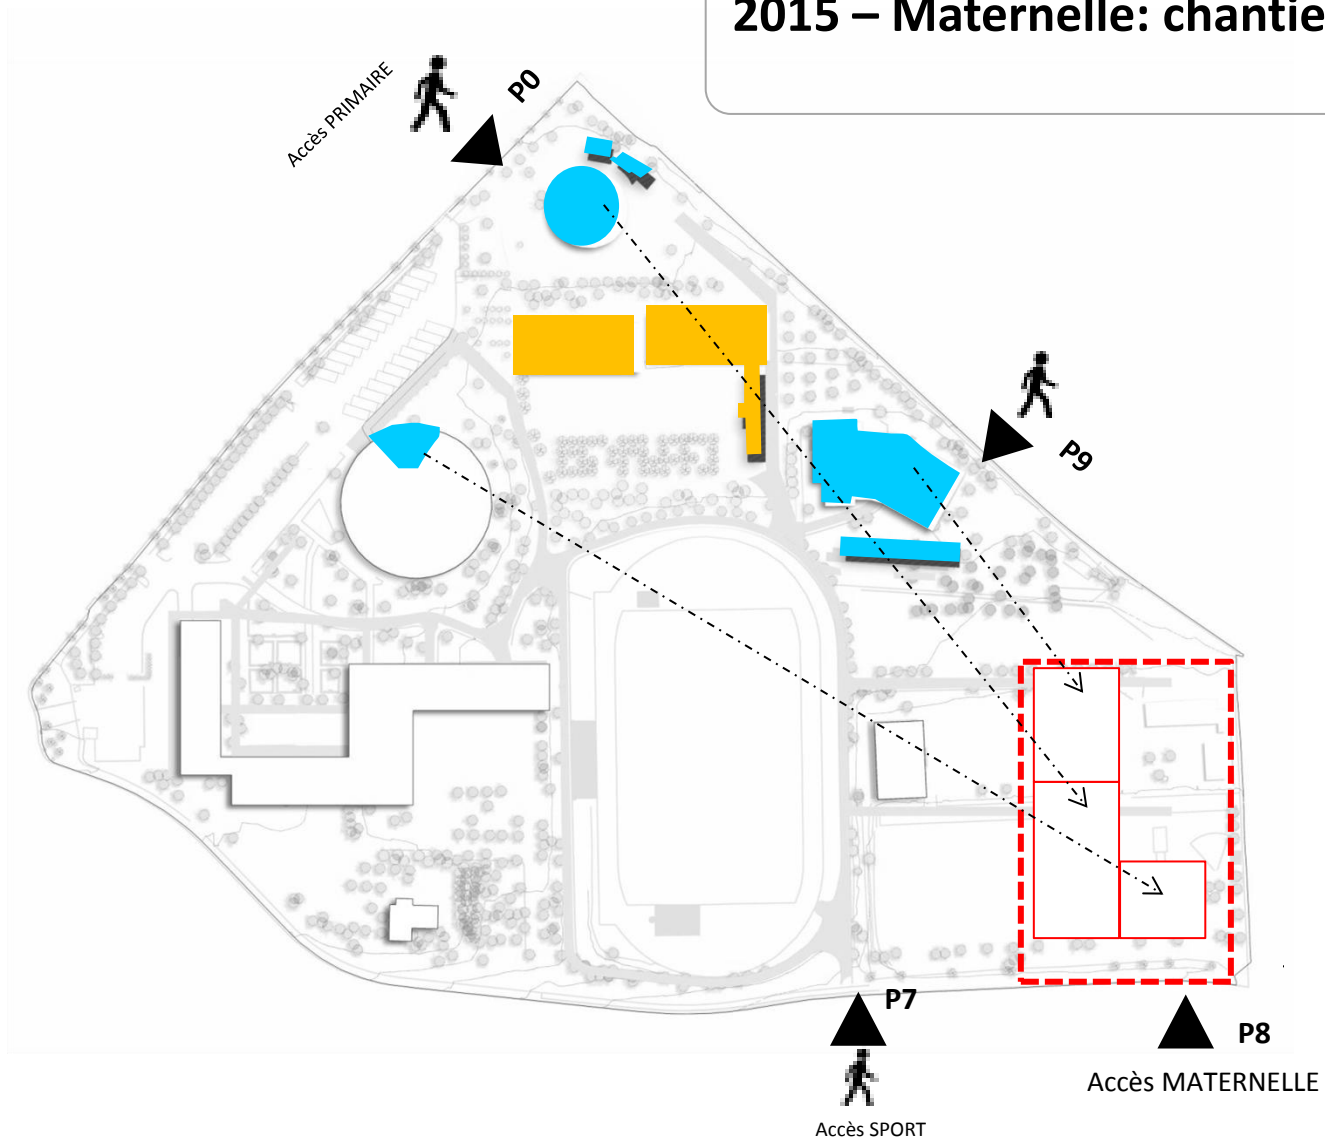 2015 – Maternelle: chantie
P0
Accès PRIMAIRE
P9
P7
P8
Accès MATERNELLE
Accès SPORT